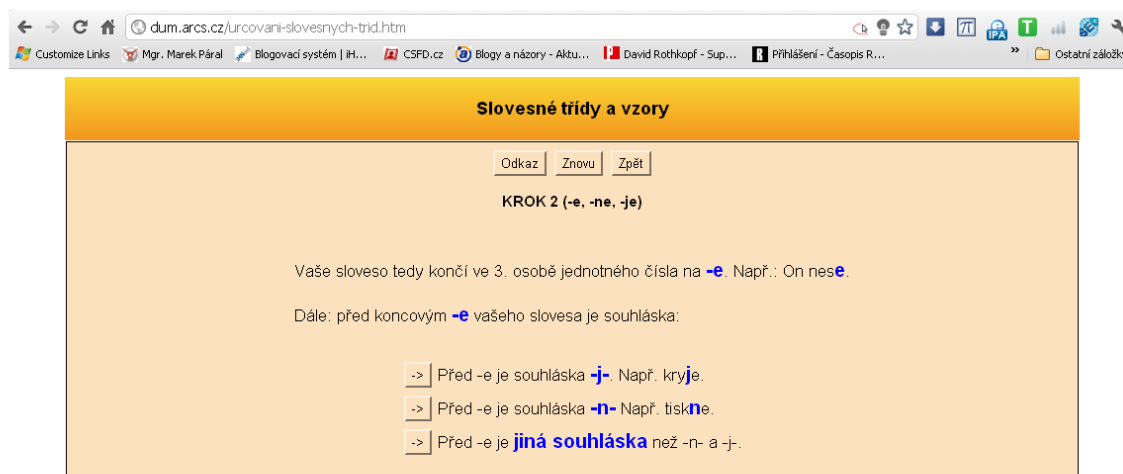 dum.arcs.cz/urcovani-slovesnych-trid.htm
Customize Links Mgr. Marek Páral Blogovací systém | iH... CSFD.cz Blogy a názory - Aktu... David Rothkopf - Sup... Přihlášení - Časopis R... » Ostatní záložky
Slovesné třídy a vzory
Odkaz Znovu Zpět
KROK 2 (-e, -ne, -je)
Vaše sloveso tedy končí ve 3. osobě jednotného čísla na -e. Např.: On nese.
Dále: před koncovým -e vašeho slovesa je souhláska:
-> Před -e je souhláska -j-. Např. kryje.
-> Před -e je souhláska -n- Např. tiskne.
-> Před -e je jiná souhláska než -n- a -j-.